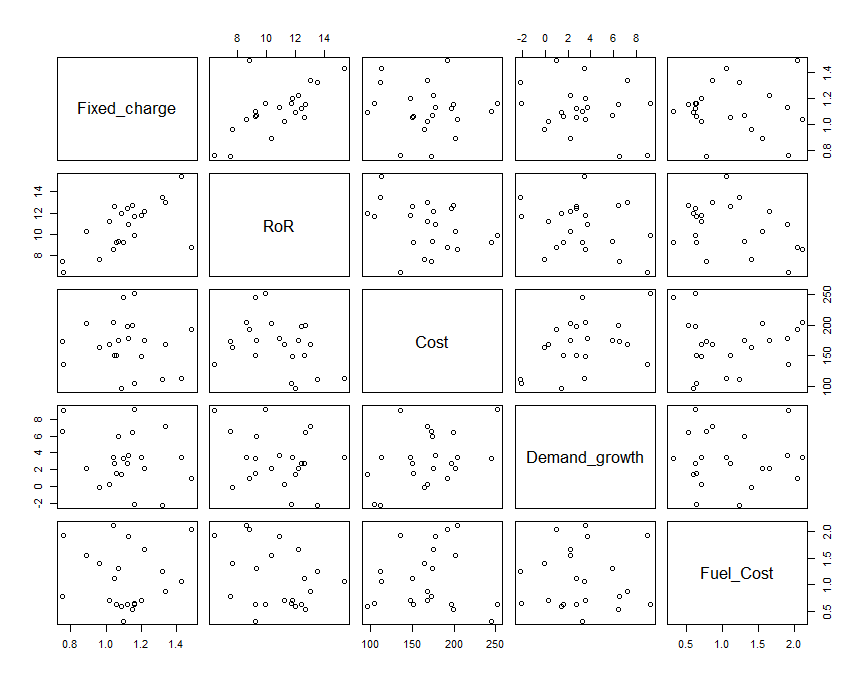 8 10 12 14 -2 0 2 4 6 8
Fixed_charge 0.8 1.0 1.2 1.4
8 10 12 14 RoR
Cost 100 150 200 250
-2 0 2 4 6 8 Demand_growth
Fuel_Cost 0.5 1.0 1.5 2.0
0.8 1.0 1.2 1.4 100 150 200 250 0.5 1.0 1.5 2.0